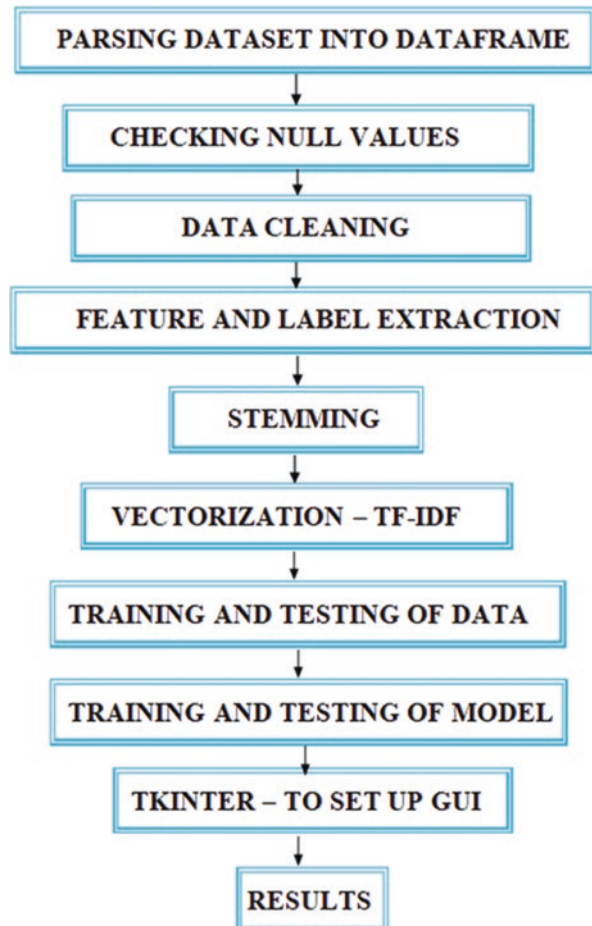 PARSING DATASET INTO DATAFRAME
CHECKING NULL VALUES
DATA CLEANING
FEATURE AND LABEL EXTRACTION
STEMMING
VECTORIZATION – TF-IDF
TRAINING AND TESTING OF DATA
TRAINING AND TESTING OF MODEL
TKINTER – TO SET UP GUI
RESULTS